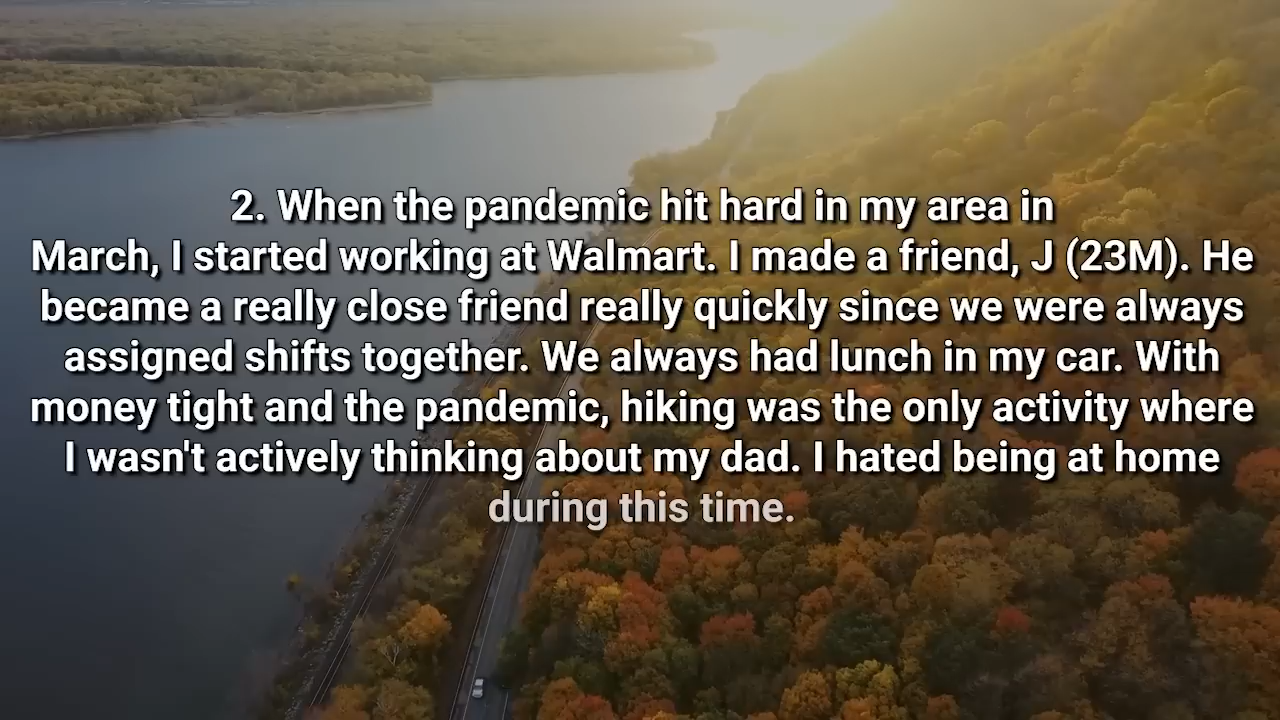 2. When the pandemic hit hard in my area in
March, I started working at Walmart. I made a friend, J (23M). He
became a really close friend really quickly since we were always
assigned shifts together. We always had lunch in my car. With
money tight and the pandemic, hiking was the only activity where
I wasn't actively thinking about my dad. I hated being at home
during this time.